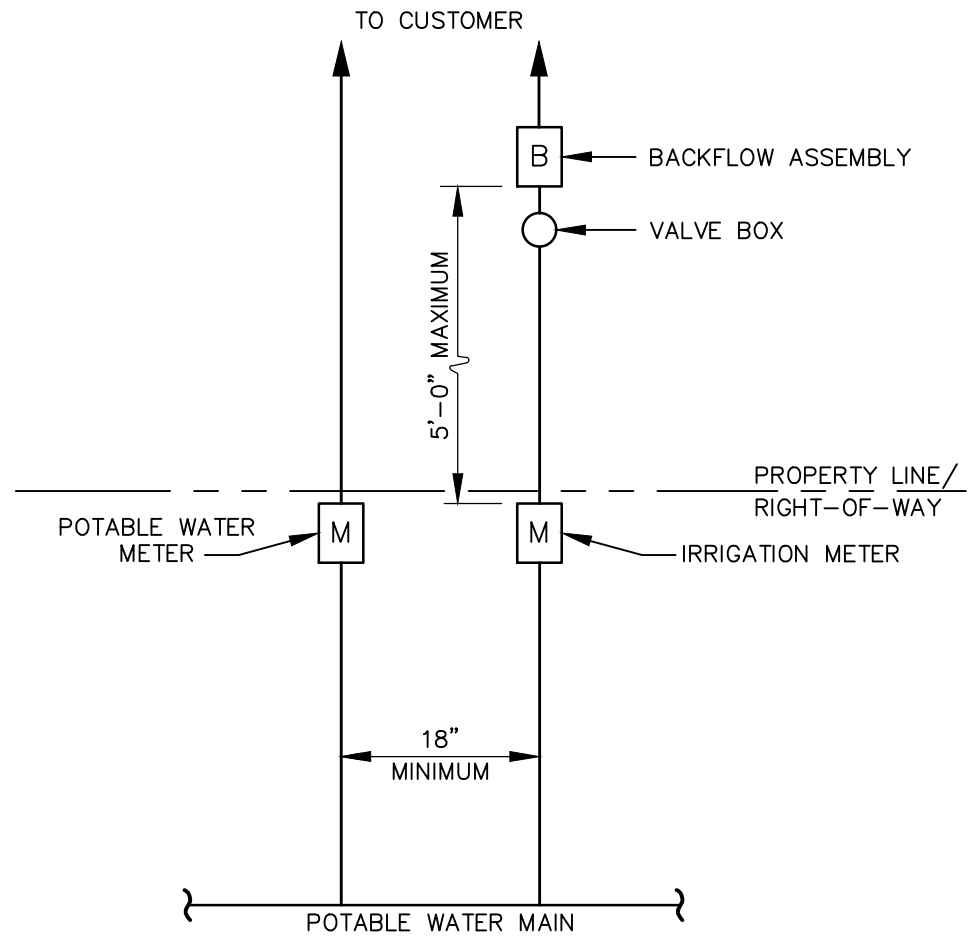 TO CUSTOMER
B
BACKFLOW ASSEMBLY
VALVE BOX
5'-0" MAXIMUM
PROPERTY LINE/
RIGHT-OF-WAY
POTABLE WATER
METER
M
M
IRRIGATION METER
18"
MINIMUM
POTABLE WATER MAIN